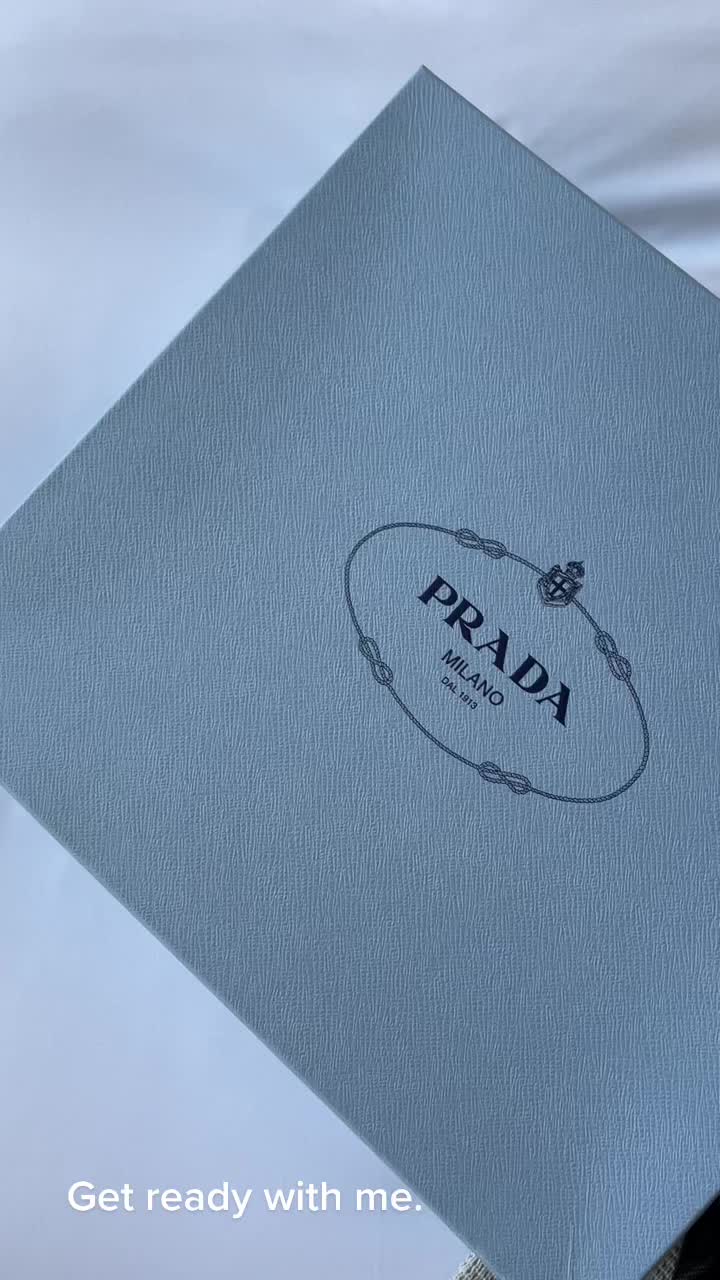 PRADA
MILANO
DAL 1913
Get ready with me.